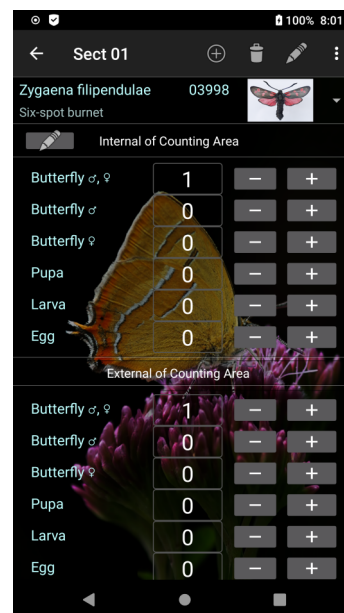 100% 8:01
Sect 01
Zygaena filipendulae 03998
Six-spot burnet
Internal of Counting Area
Butterfly ♂, ♀ 1 − +
Butterfly ♂ 0 − +
Butterfly ♀ 0 − +
Pupa 0 − +
Larva 0 − +
Egg 0 − +
External of Counting Area
Butterfly ♂, ♀ 1 − +
Butterfly ♂ 0 − +
Butterfly ♀ 0 − +
Pupa 0 − +
Larva 0 − +
Egg 0 − +